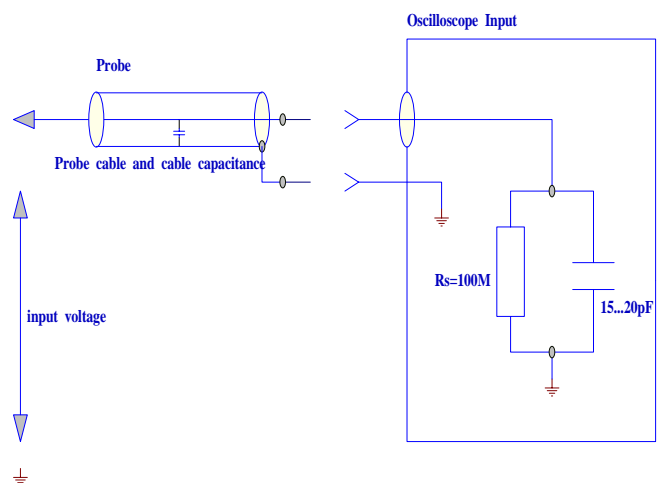 Oscilloscope Input
Probe
Probe cable and cable capacitance
Rs=100M
15...20pF
input voltage